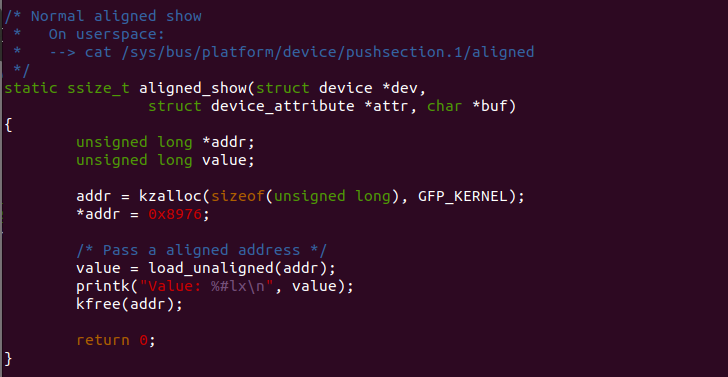 /* Normal aligned show
 *   On userspace:
 *   --> cat /sys/bus/platform/device/pushsection.1/aligned
 */
static ssize_t aligned_show(struct device *dev,
                struct device_attribute *attr, char *buf)
{
        unsigned long *addr;
        unsigned long value;

        addr = kzalloc(sizeof(unsigned long), GFP_KERNEL);
        *addr = 0x8976;

        /* Pass a aligned address */
        value = load_unaligned(addr);
        printk("Value: %#lx\n", value);
        kfree(addr);

        return 0;
}